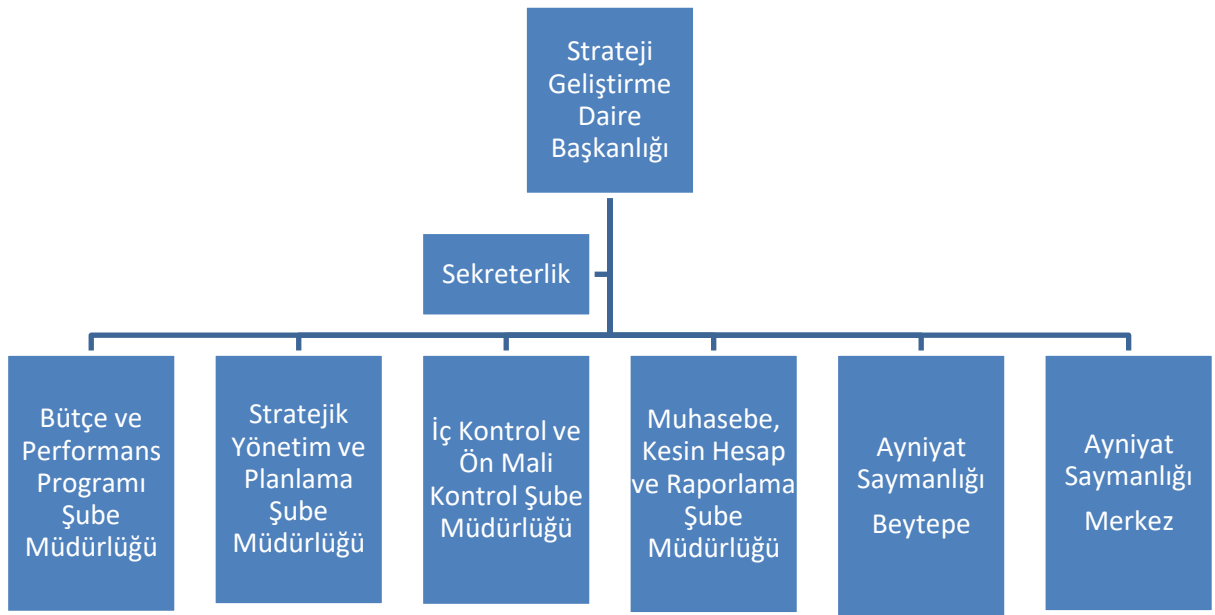 Strateji
Geliştirme
Daire
Başkanlığı
Sekreterlik
Bütçe ve
Performans
Programı
Şube
Müdürlüğü
Stratejik
Yönetim ve
Planlama
Şube
Müdürlüğü
İç Kontrol ve
Ön Mali
Kontrol Şube
Müdürlüğü
Muhasebe,
Kesin Hesap
ve Raporlama
Şube
Müdürlüğü
Ayniyat
Saymanlığı
Beytepe
Ayniyat
Saymanlığı
Merkez